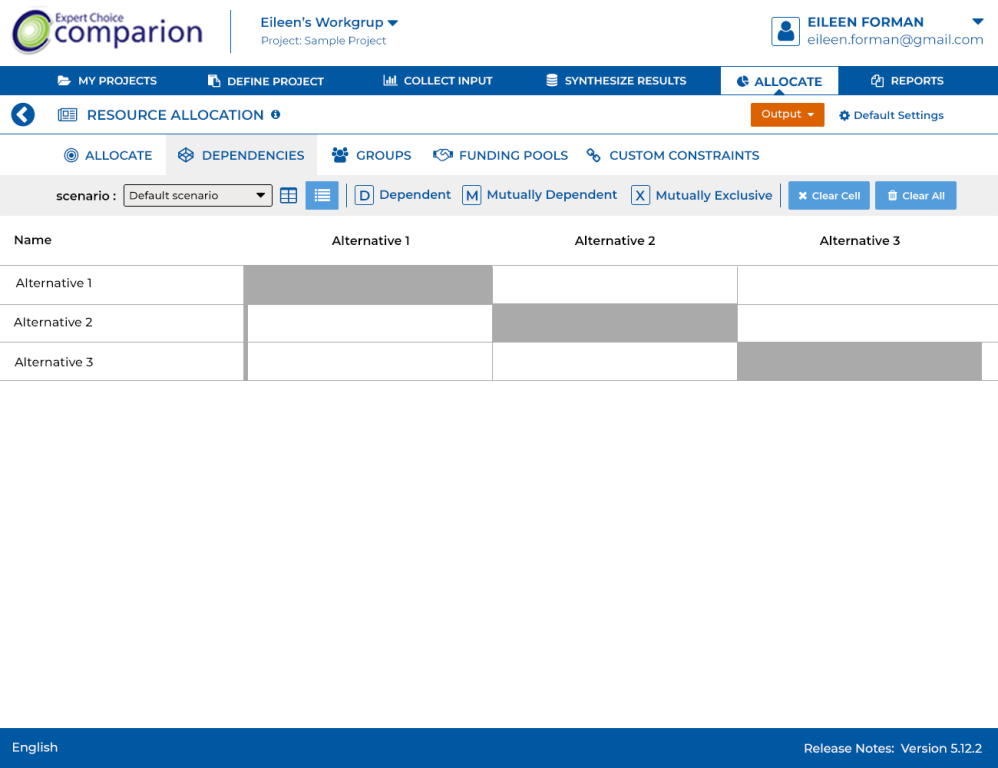 Expert Choice
comparion
Eileen's Workgrup
Project: Sample Project
EILEEN FORMAN
eileen.forman@gmail.com
MY PROJECTS DEFINE PROJECT COLLECT INPUT SYNTHESIZE RESULTS ALLOCATE REPORTS
RESOURCE ALLOCATION Output Default Settings
ALLOCATE DEPENDENCIES GROUPS FUNDING POOLS CUSTOM CONSTRAINTS
scenario : Default scenario D Dependent M Mutually Dependent X Mutually Exclusive Clear Cell Clear All
Name Alternative 1 Alternative 2 Alternative 3
Alternative 1
Alternative 2
Alternative 3
English Release Notes: Version 5.12.2